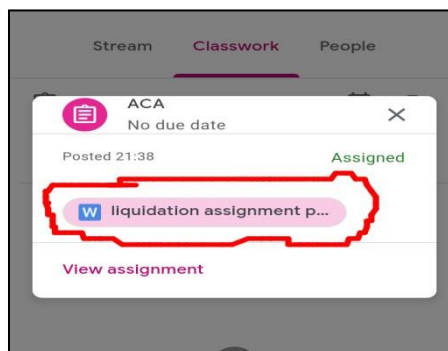 Stream Classwork People
ACA
No due date
Posted 21:38 Assigned
W liquidation assignment p...
View assignment